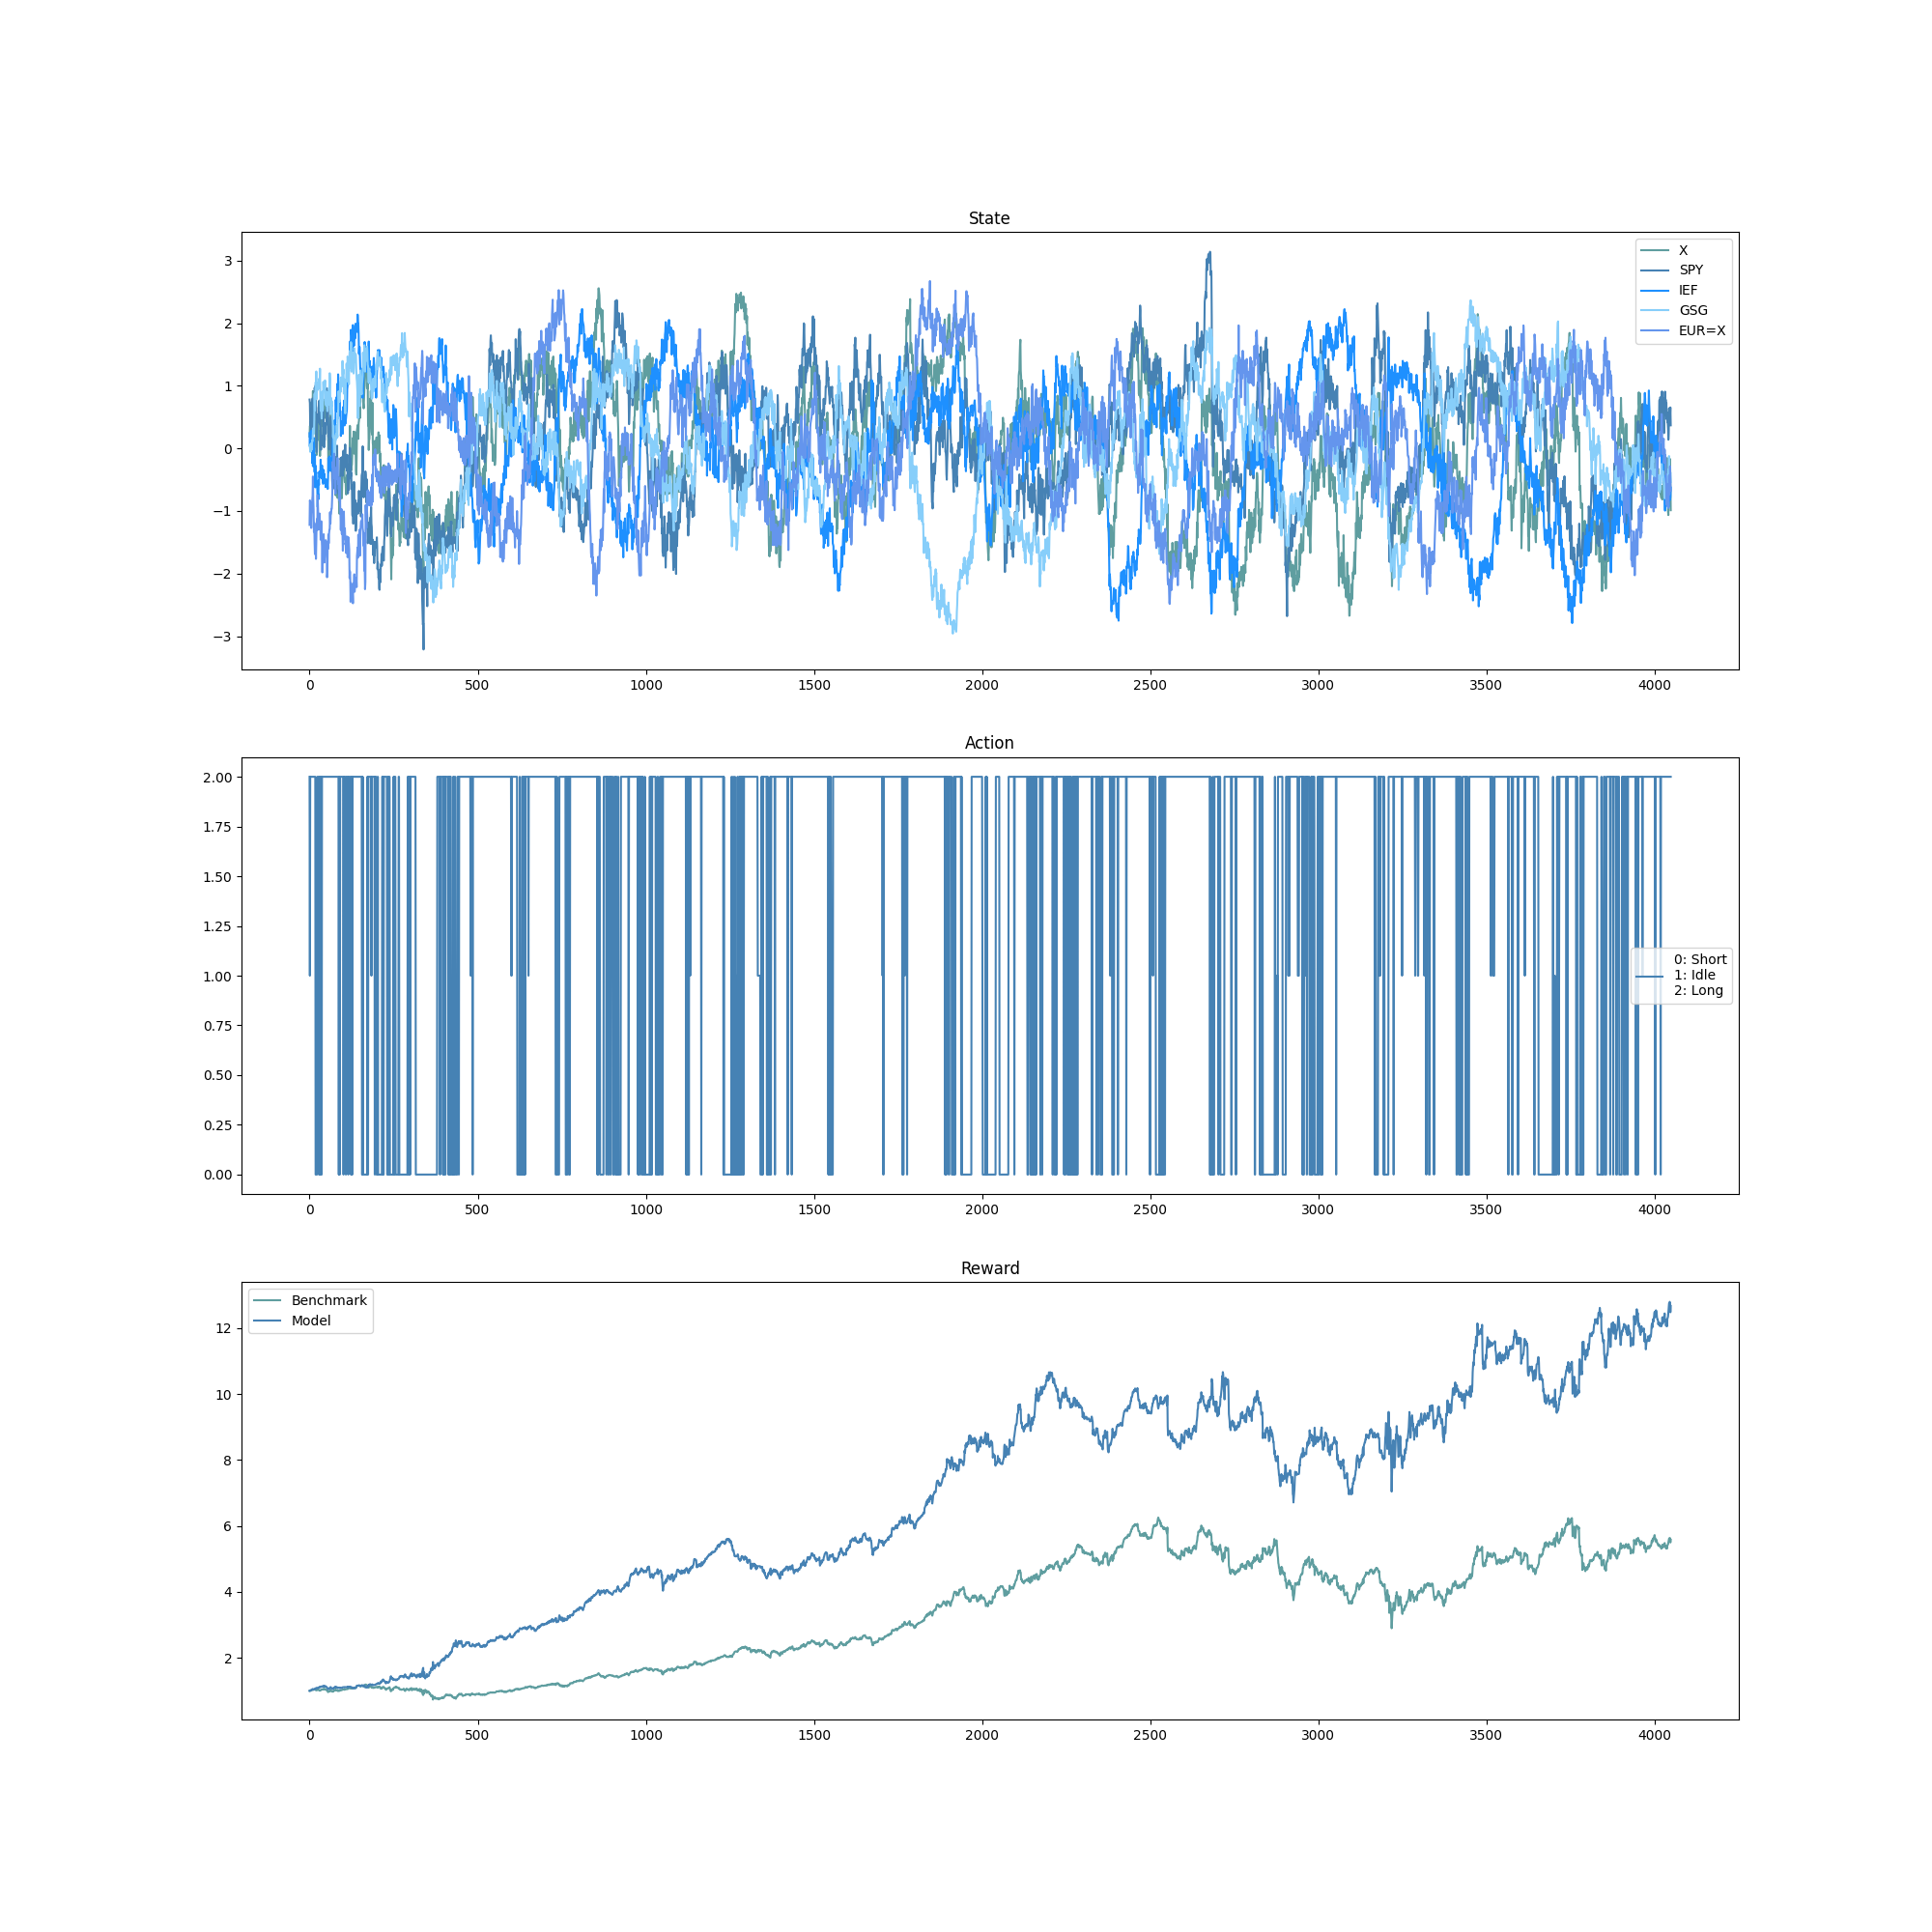 State
3
2
1
0
−1
−2
−3
X
SPY
IEF
GSG
EUR=X
0 500 1000 1500 2000 2500 3000 3500 4000
Action
2.00
1.75
1.50
1.25
1.00
0.75
0.50
0.25
0.00
0: Short
1: Idle
2: Long
0 500 1000 1500 2000 2500 3000 3500 4000
Reward
Benchmark
Model
12
10
8
6
4
2
0 500 1000 1500 2000 2500 3000 3500 4000